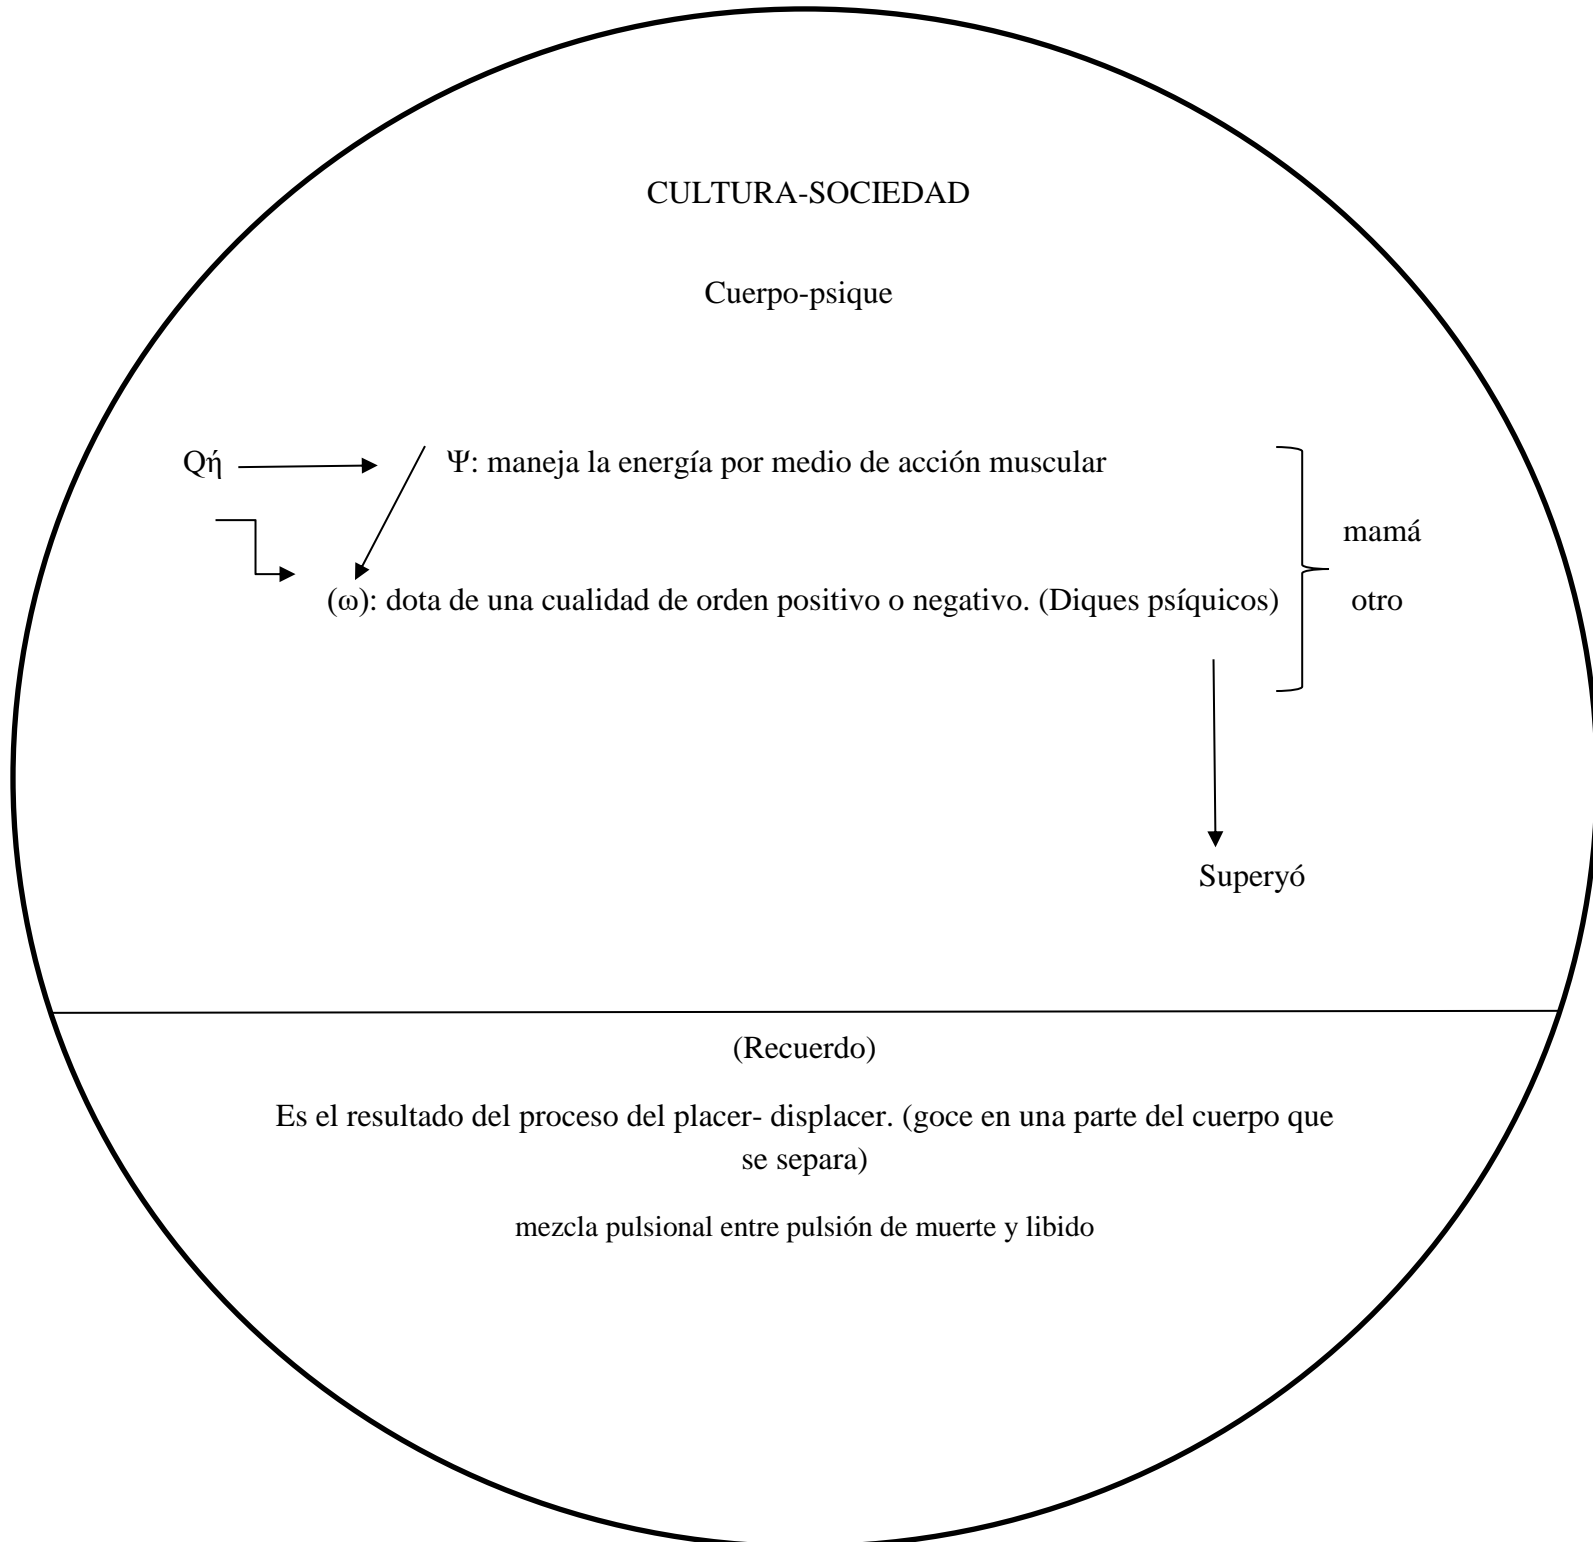 CULTURA-SOCIEDAD
Cuerpo-psique
Qή
Ψ: maneja la energía por medio de acción muscular
mamá
(ω): dota de una cualidad de orden positivo o negativo. (Diques psíquicos)
otro
Superyó
(Recuerdo)
Es el resultado del proceso del placer- displacer. (goce en una parte del cuerpo que
se separa)
mezcla pulsional entre pulsión de muerte y libido